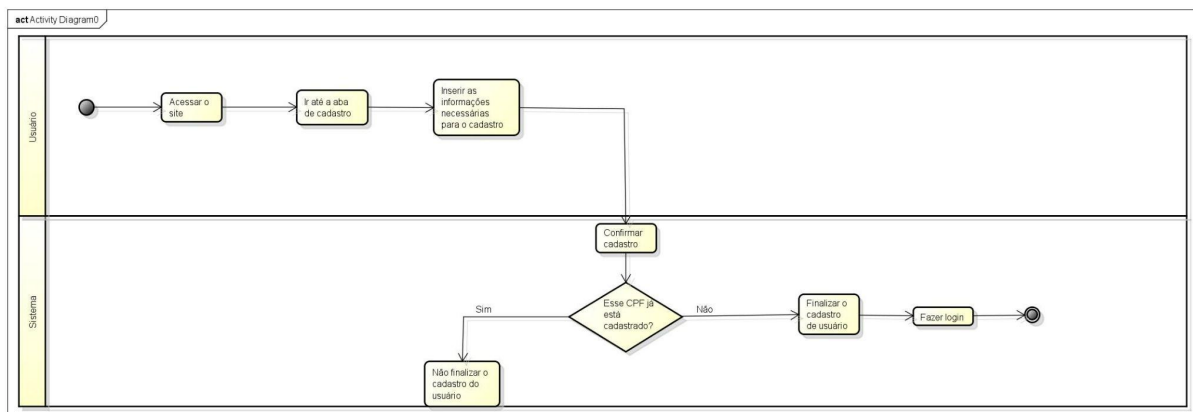 act Activity Diagram0
Usuário
Acessar o
site
Ir até a aba
de cadastro
Inserir as
informações
necessárias
para o cadastro
Sistema
Confirmar
cadastro
Esse CPF já
está
cadastrado?
Sim
Não
Não finalizar o
cadastro do
usuário
Finalizar o
cadastro
de usuário
Fazer login